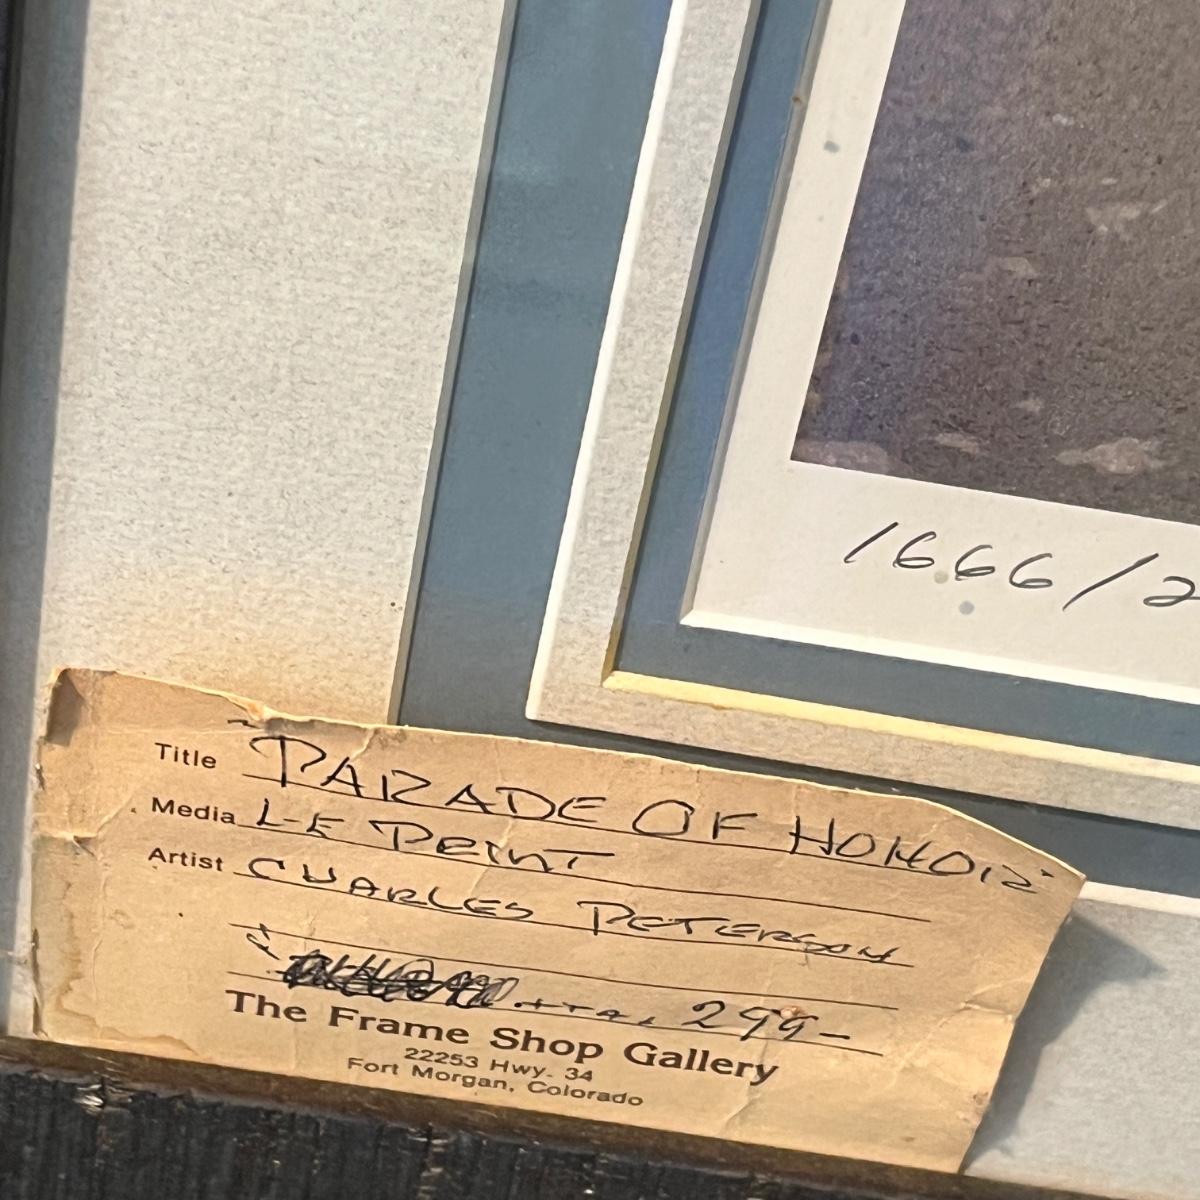 1666/2
Title "PARADE OF HONOR"
Media L-E PRINT
Artist CHARLES PETERSON
299-
The Frame Shop Gallery
22253 Hwy. 34
Fort Morgan, Colorado